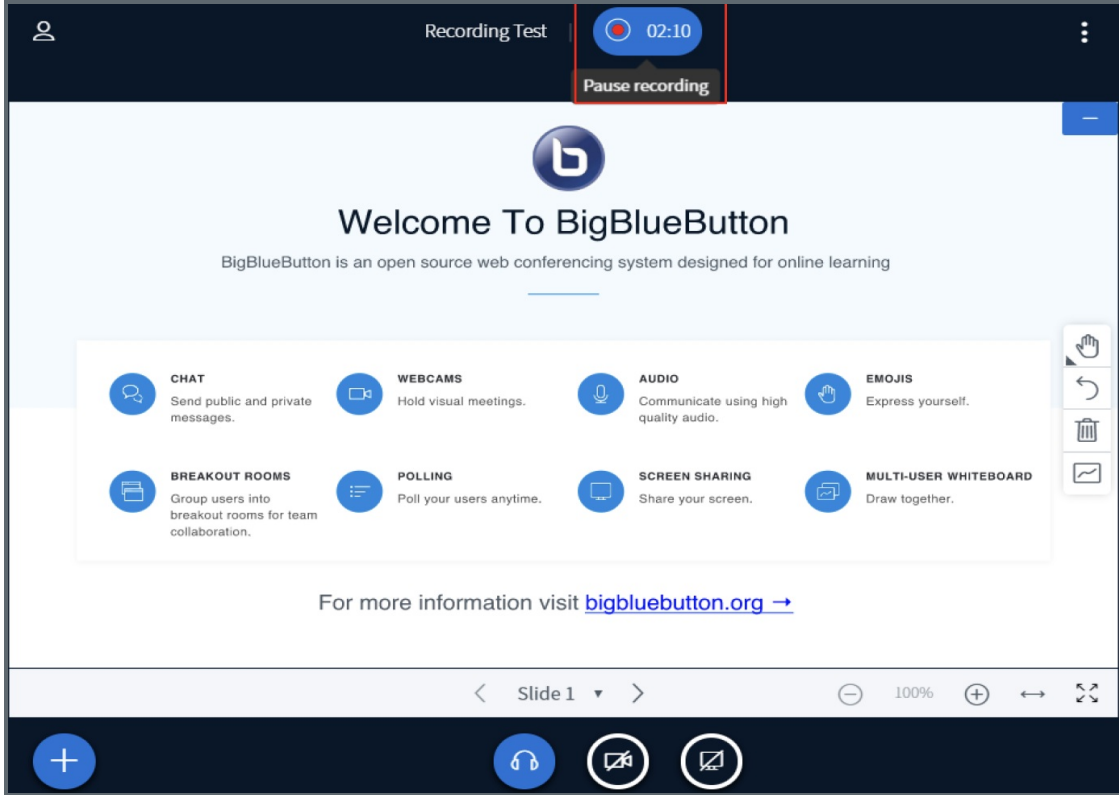 Recording Test
02:10
Pause recording
Welcome To BigBlueButton
BigBlueButton is an open source web conferencing system designed for online learning
CHAT
Send public and private
messages.
WEBCAMS
Hold visual meetings.
AUDIO
Communicate using high
quality audio.
EMOJIS
Express yourself.
BREAKOUT ROOMS
Group users into
breakout rooms for team
collaboration.
POLLING
Poll your users anytime.
SCREEN SHARING
Share your screen.
MULTI-USER WHITEBOARD
Draw together.
For more information visit bigbluebutton.org →
Slide 1
100%